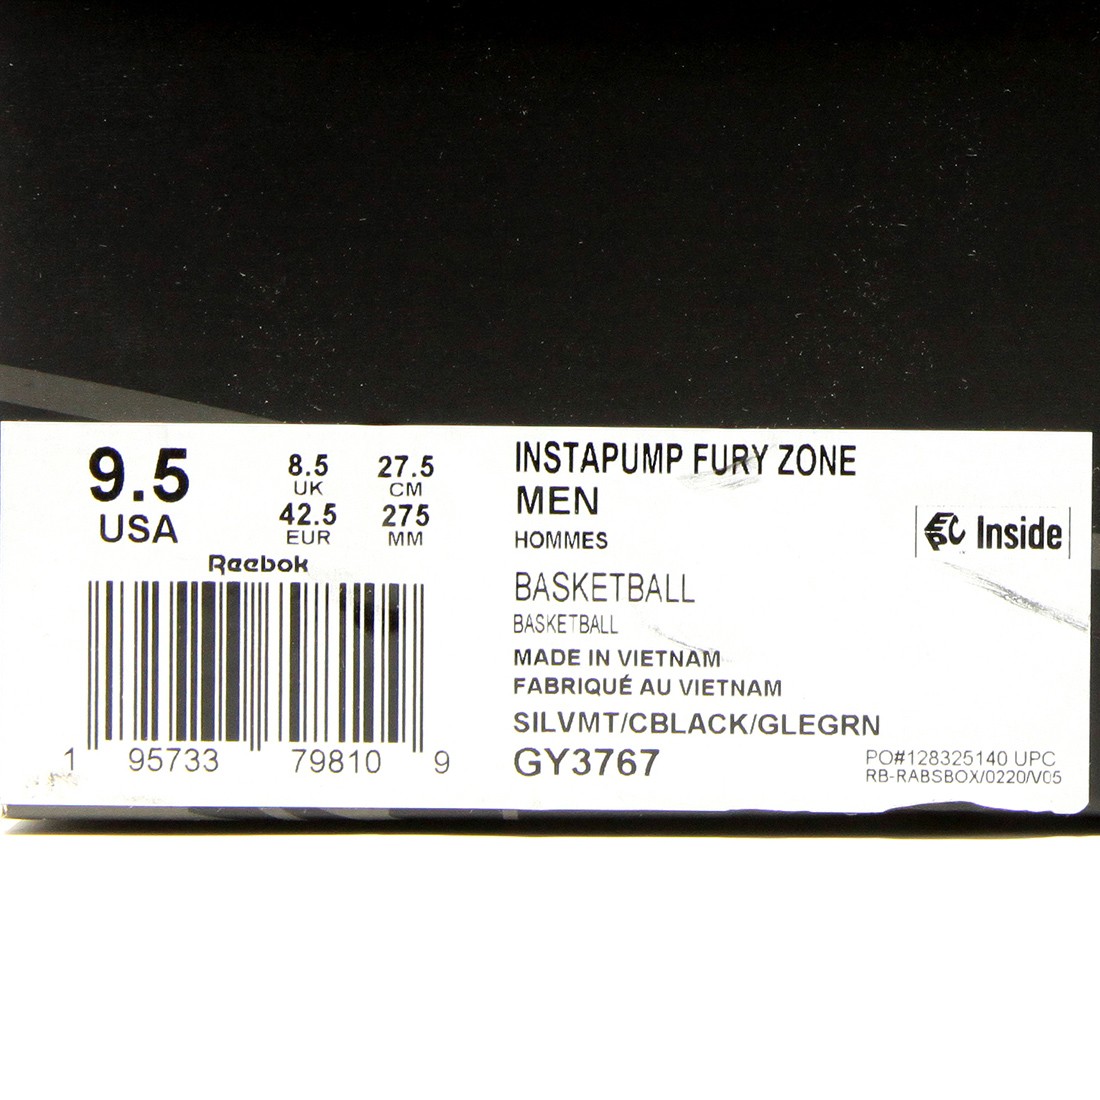 9.5
USA
8.5
UK
27.5
CM
42.5
EUR
275
MM
Reebok
1 95733 79810 9
INSTAPUMP FURY ZONE
MEN
HOMMES
BASKETBALL
BASKETBALL
MADE IN VIETNAM
FABRIQUÉ AU VIETNAM
SILVMT/CBLACK/GLEGRN
GY3767
EPC Inside
PO#128325140 UPC
RB-RABSBOX/0220/V05